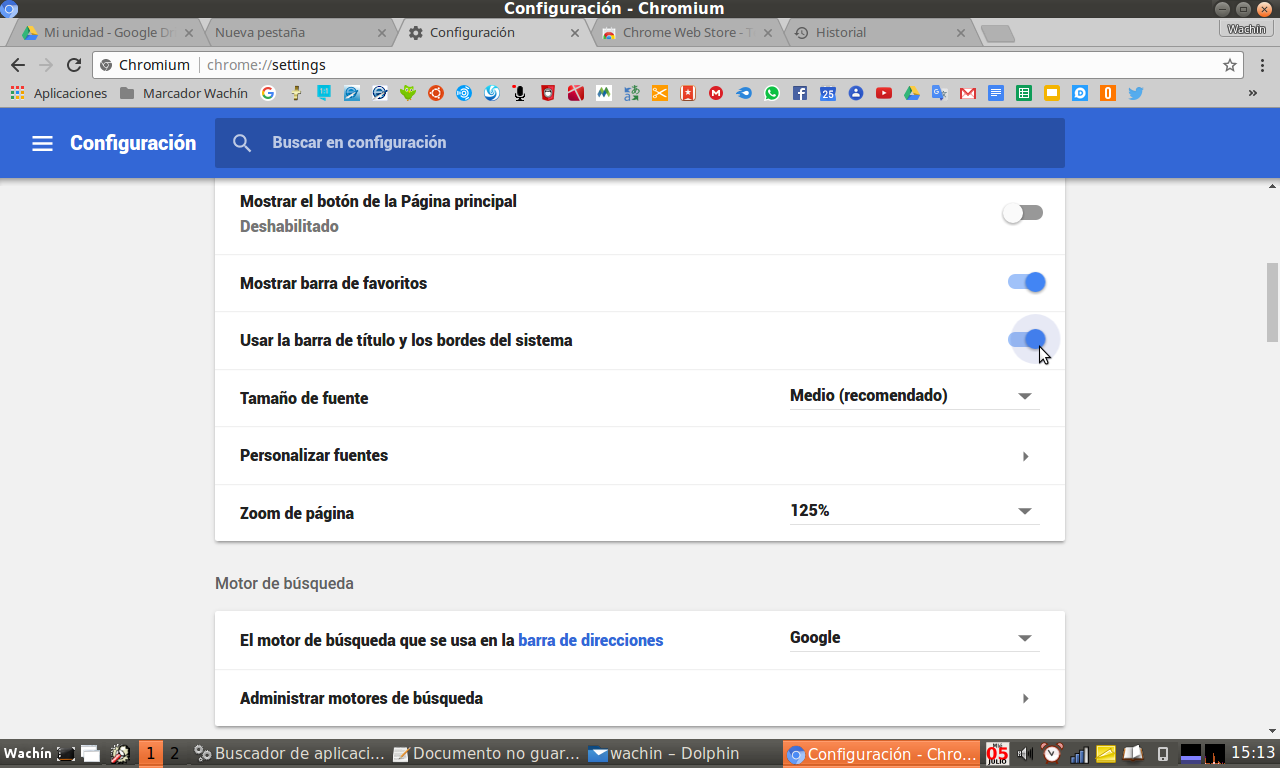 Configuración - Chromium
Mi unidad - Google Dr
Nueva pestaña
Configuración
Chrome Web Store - T
Historial
Wachín
Chromium
chrome://settings
Aplicaciones
Marcador Wachín
25
Configuración
Buscar en configuración
Mostrar el botón de la Página principal
Deshabilitado
Mostrar barra de favoritos
Usar la barra de título y los bordes del sistema
Tamaño de fuente
Medio (recomendado)
Personalizar fuentes
Zoom de página
125%
Motor de búsqueda
El motor de búsqueda que se usa en la barra de direcciones
Google
Administrar motores de búsqueda
Wachín
1
2
Buscador de aplicaci...
Documento no guar...
wachin – Dolphin
Configuración - Chro...
05
JULIO
15:13